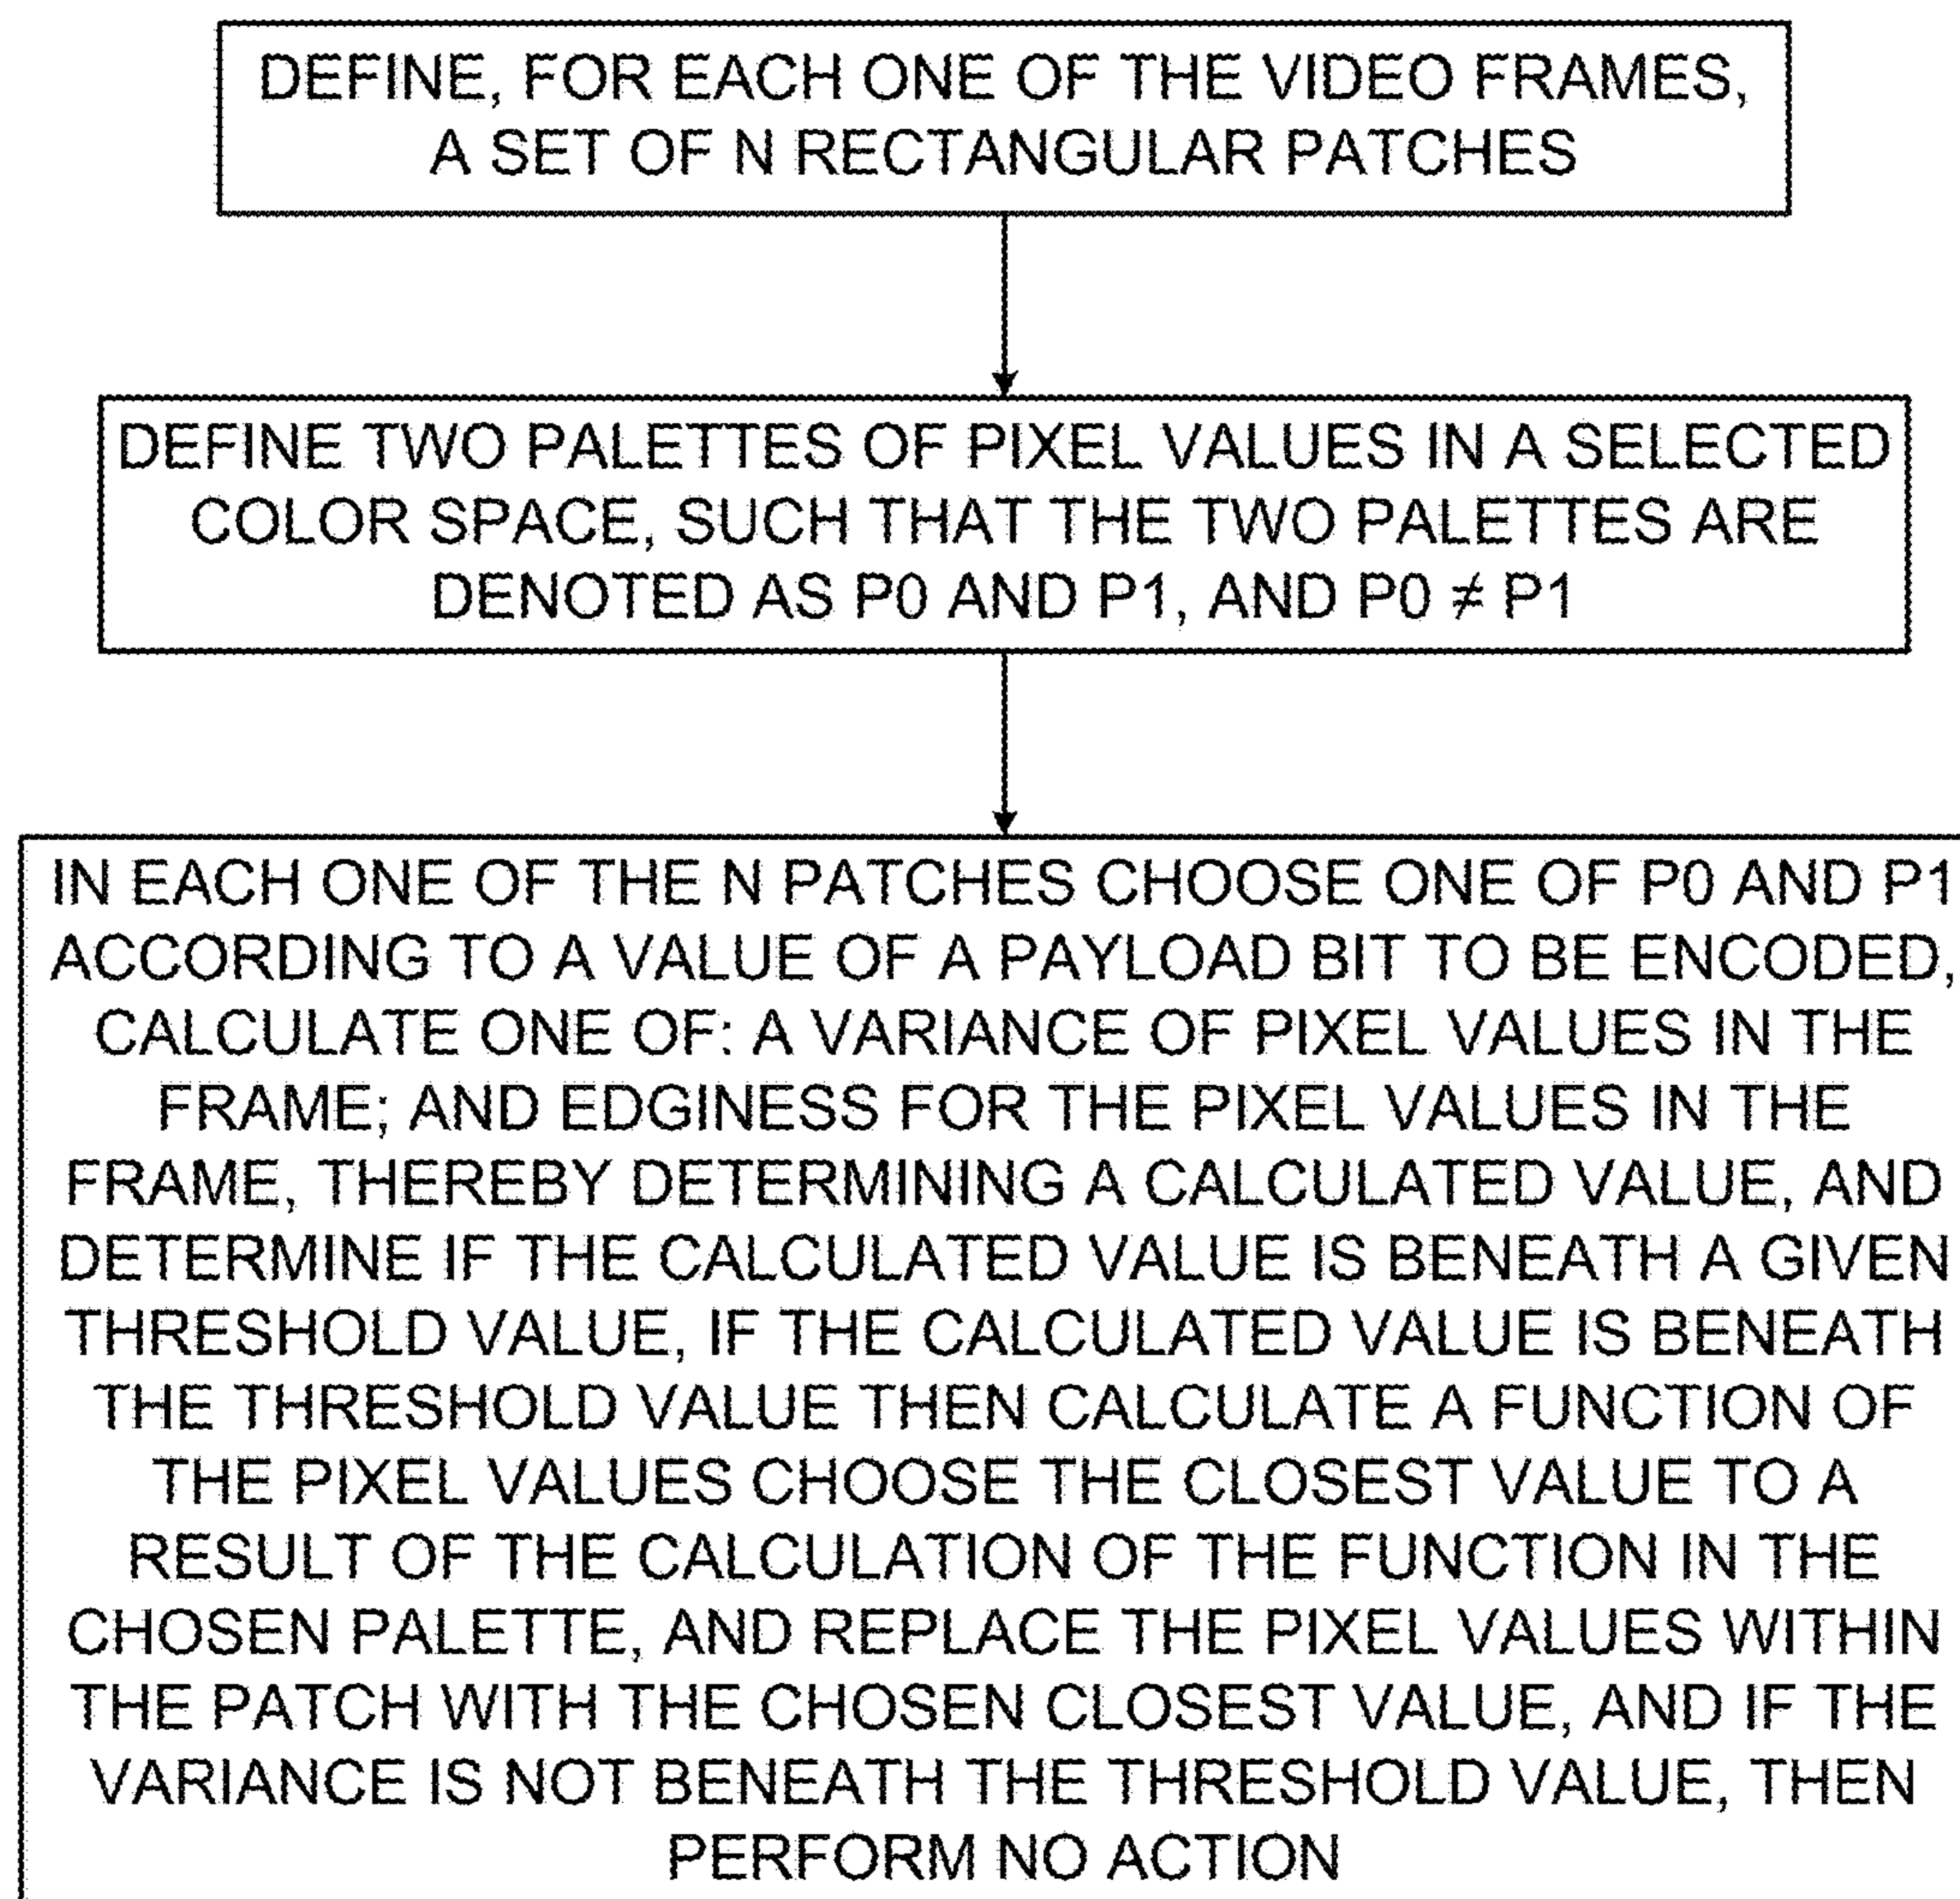 DEFINE, FOR EACH ONE OF THE VIDEO FRAMES,
A SET OF N RECTANGULAR PATCHES
DEFINE TWO PALETTES OF PIXEL VALUES IN A SELECTED
COLOR SPACE, SUCH THAT THE TWO PALETTES ARE
DENOTED AS P0 AND P1, AND P0 ≠ P1
IN EACH ONE OF THE N PATCHES CHOOSE ONE OF P0 AND P1
ACCORDING TO A VALUE OF A PAYLOAD BIT TO BE ENCODED,
CALCULATE ONE OF: A VARIANCE OF PIXEL VALUES IN THE
FRAME; AND EDGINESS FOR THE PIXEL VALUES IN THE
FRAME, THEREBY DETERMINING A CALCULATED VALUE, AND
DETERMINE IF THE CALCULATED VALUE IS BENEATH A GIVEN
THRESHOLD VALUE, IF THE CALCULATED VALUE IS BENEATH
THE THRESHOLD VALUE THEN CALCULATE A FUNCTION OF
THE PIXEL VALUES CHOOSE THE CLOSEST VALUE TO A
RESULT OF THE CALCULATION OF THE FUNCTION IN THE
CHOSEN PALETTE, AND REPLACE THE PIXEL VALUES WITHIN
THE PATCH WITH THE CHOSEN CLOSEST VALUE, AND IF THE
VARIANCE IS NOT BENEATH THE THRESHOLD VALUE, THEN
PERFORM NO ACTION